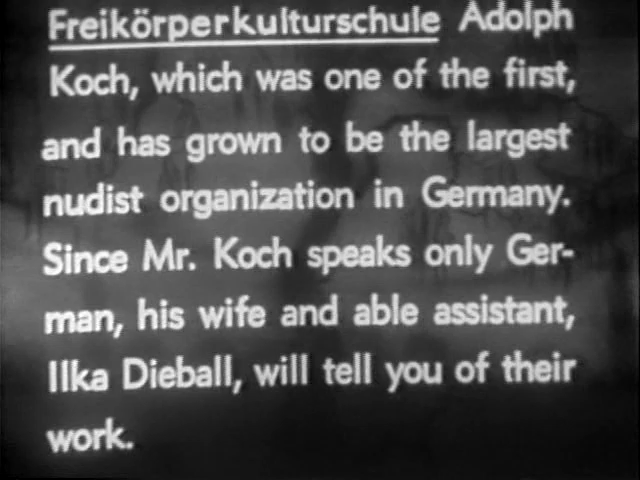 Freikörperkulturschule Adolph
Koch, which was one of the first,
and has grown to be the largest
nudist organization in Germany.
Since Mr. Koch speaks only Ger-
man, his wife and able assistant,
Ilka Dieball, will tell you of their
work.